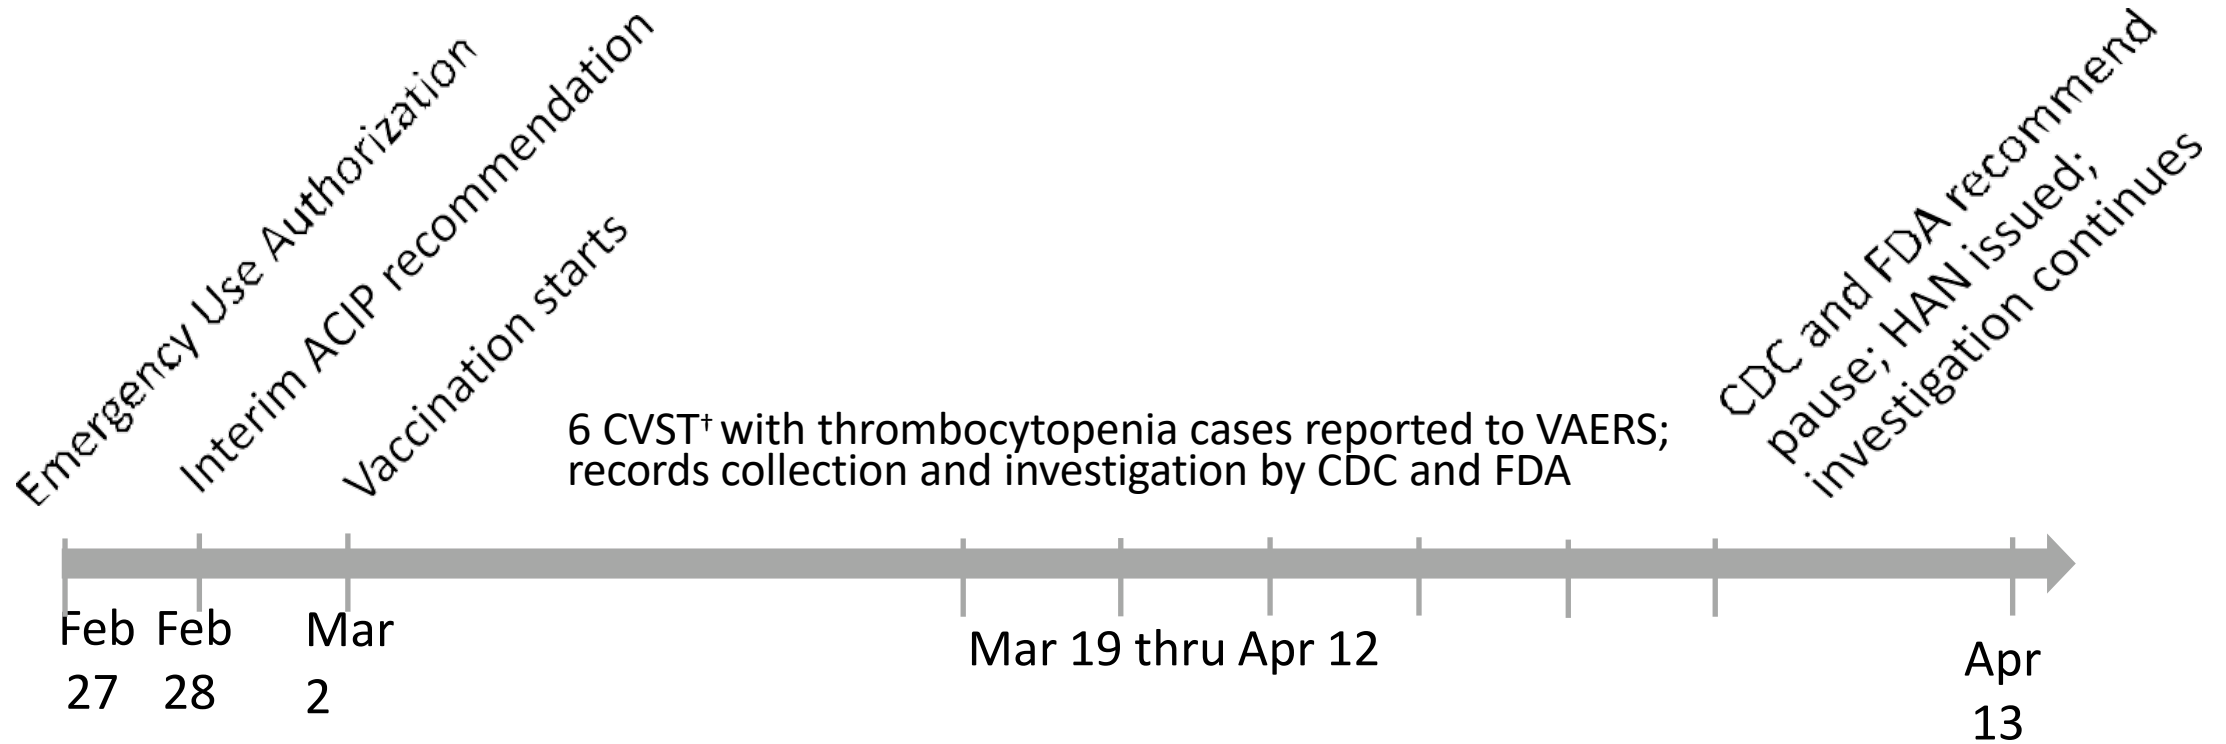 Emergency Use Authorization
Interim ACIP recommendation
Vaccination starts
6 CVST† with thrombocytopenia cases reported to VAERS;
records collection and investigation by CDC and FDA
CDC and FDA recommend
pause; HAN issued;
investigation continues
Feb
27
Feb
28
Mar
2
Mar 19 thru Apr 12
Apr
13